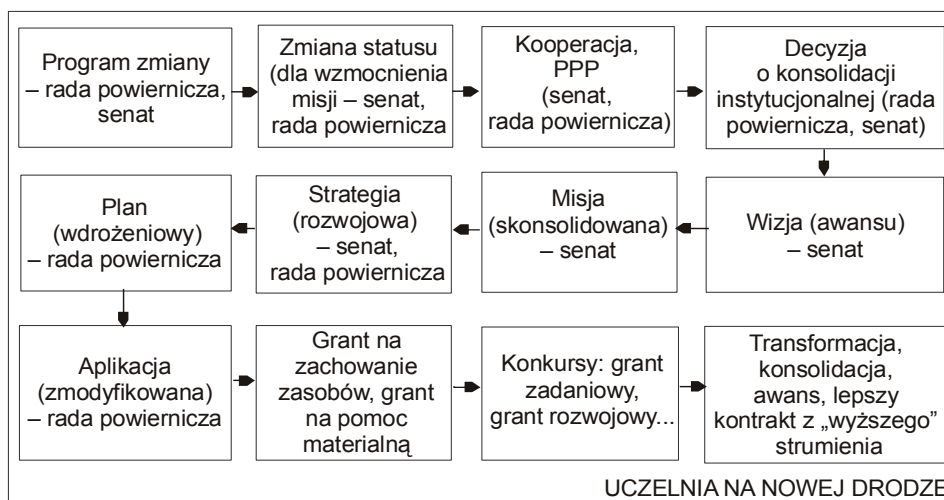 Program zmiany
– rada powiernicza,
senat
Zmiana statusu
(dla wzmocnienia
misji – senat,
rada powiernicza
Kooperacja,
PPP
(senat,
rada powiernicza)
Decyzja
o konsolidacji
instytucjonalnej (rada
powiernicza, senat)
Wizja (awansu)
– senat
Misja
(skonsolidowana)
– senat
Strategia
(rozwojowa)
– senat,
rada powiernicza
Plan
(wdrożeniowy)
– rada powiernicza
Aplikacja
(zmodyfikowana)
– rada powiernicza
Grant na
zachowanie
zasobów, grant
na pomoc
materialną
Konkursy: grant
zadaniowy,
grant rozwojowy...
Transformacja,
konsolidacja,
awans, lepszy
kontrakt z „wyższego”
strumienia
UCZELNIA NA NOWEJ DRODZE